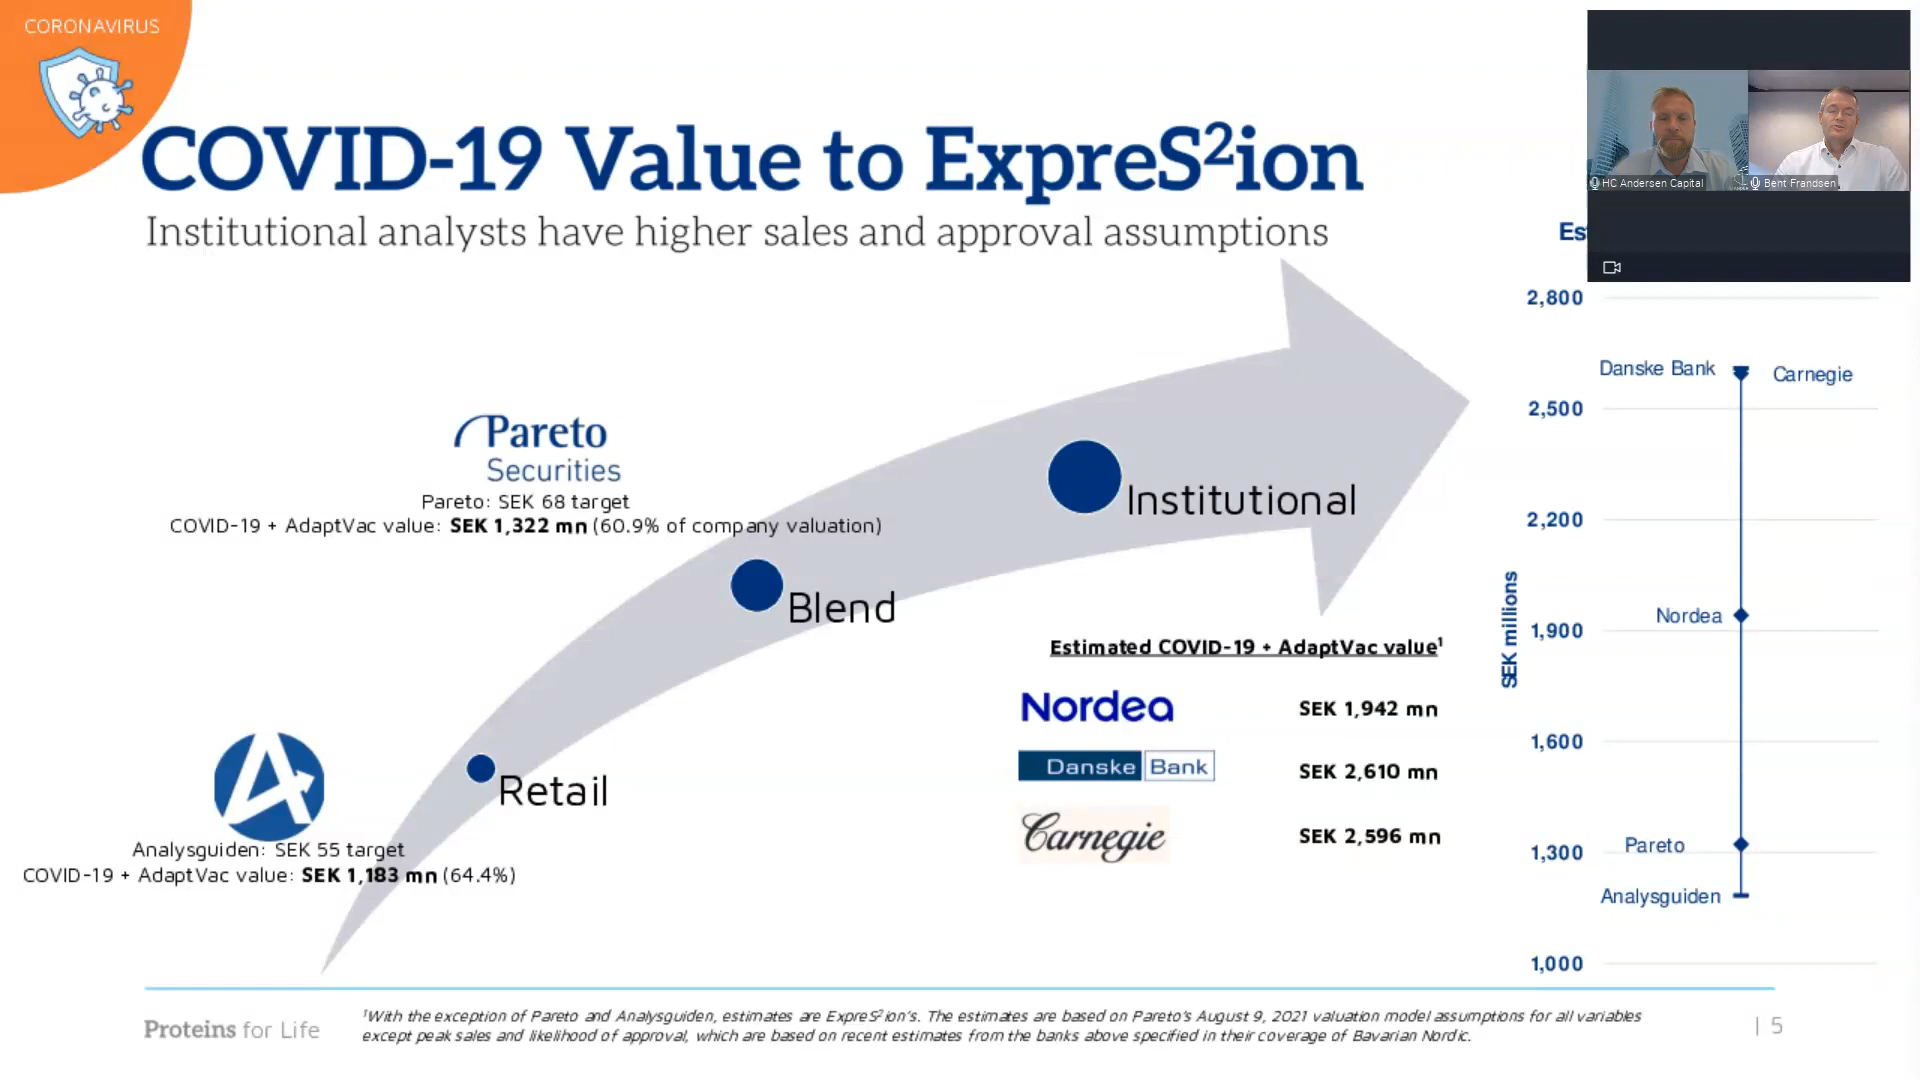 CORONAVIRUS
COVID-19 Value to ExpreS²ion
Institutional analysts have higher sales and approval assumptions
HC Andersen Capital
Bent Frandsen
Pareto
Securities
Pareto: SEK 68 target
COVID-19 + AdaptVac value: SEK 1,322 mn (60.9% of company valuation)
Institutional
Blend
Retail
Analysguiden: SEK 55 target
COVID-19 + AdaptVac value: SEK 1,183 mn (64.4%)
Estimated COVID-19 + AdaptVac value¹
Nordea SEK 1,942 mn
Danske Bank SEK 2,610 mn
Carnegie SEK 2,596 mn
SEK millions
2,800
Danske Bank Carnegie
2,500
2,200
Nordea
1,900
1,600
Pareto
1,300
Analysguiden
1,000
Proteins for Life
¹With the exception of Pareto and Analysguiden, estimates are ExpreS²ion's. The estimates are based on Pareto's August 9, 2021 valuation model assumptions for all variables
except peak sales and likelihood of approval, which are based on recent estimates from the banks above specified in their coverage of Bavarian Nordic.
| 5